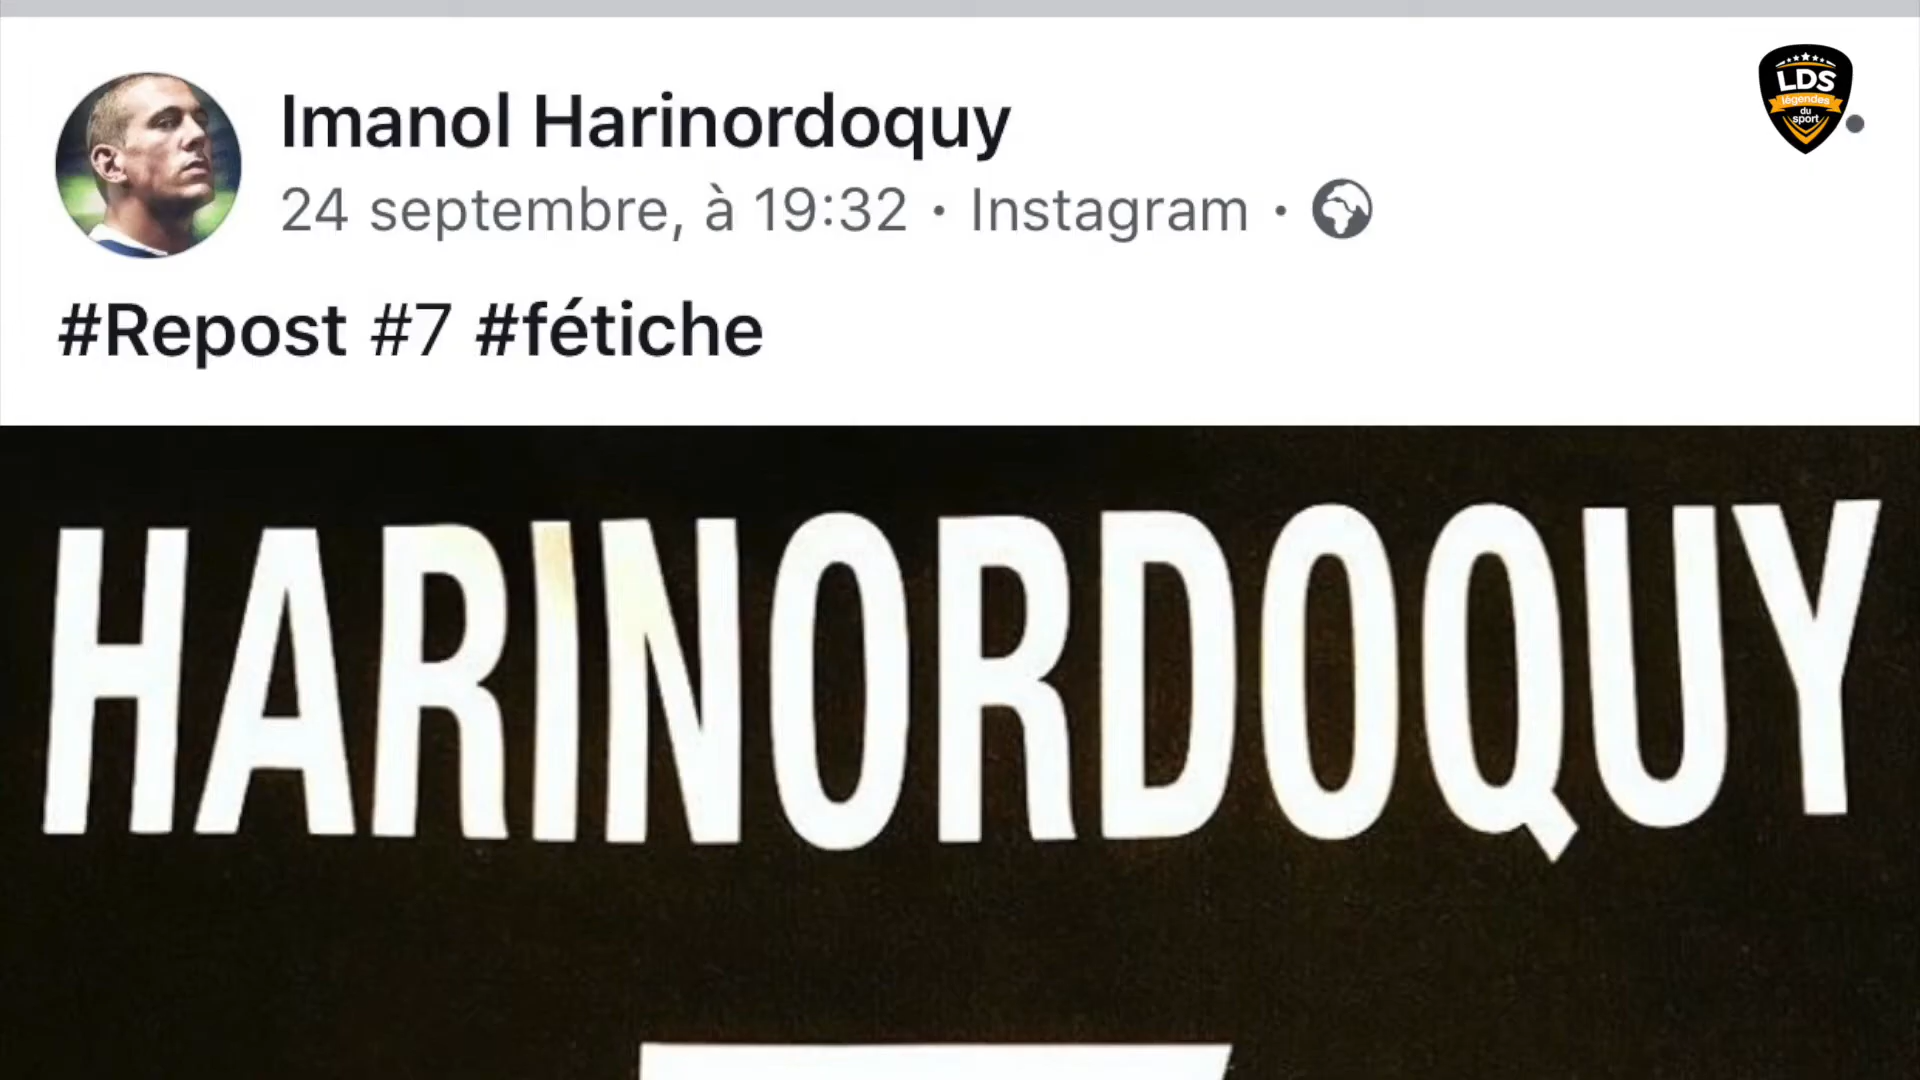 Imanol Harinordoquy
24 septembre, à 19:32 · Instagram ·
#Repost #7 #fétiche
LDS
légendes
du
sport
HARINORDOQUY